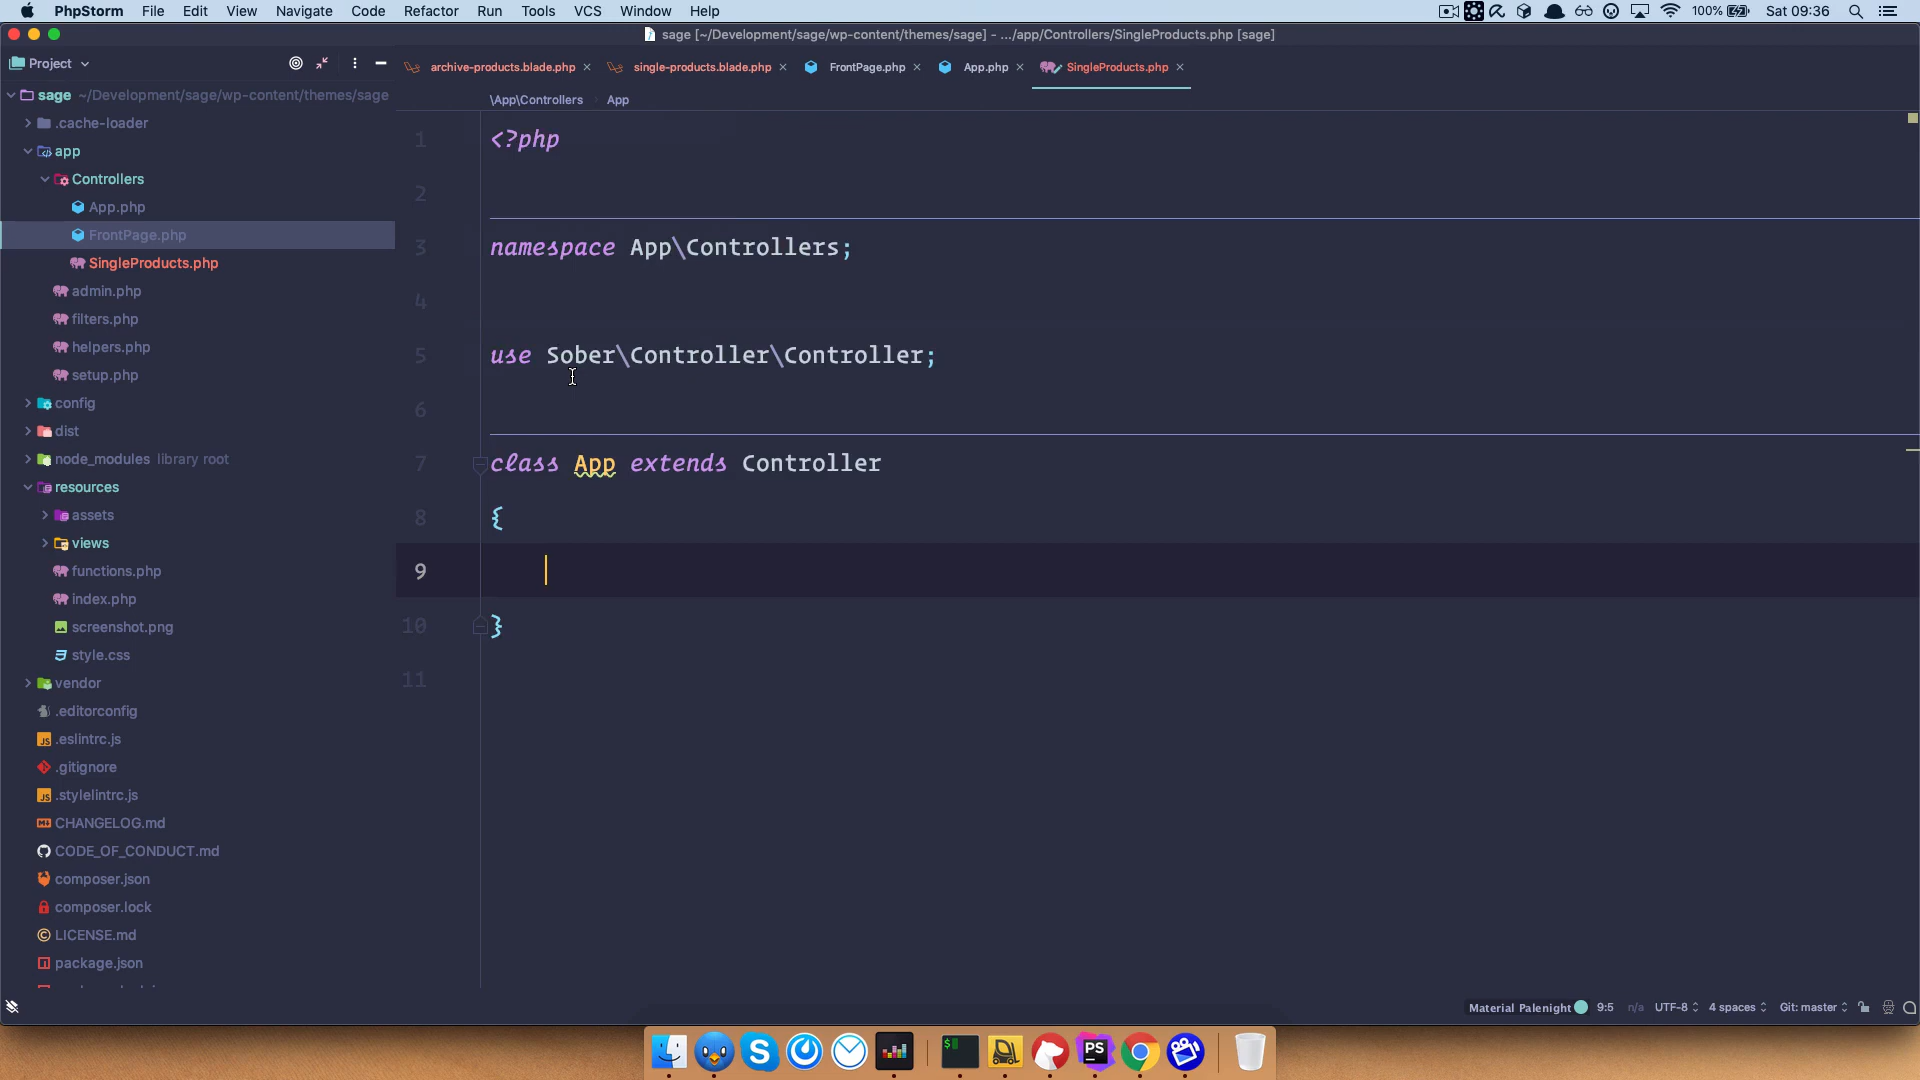 PhpStorm File Edit View Navigate Code Refactor Run Tools VCS Window Help 100% Sat 09:36
sage [~/Development/sage/wp-content/themes/sage] - .../app/Controllers/SingleProducts.php [sage]
Project
archive-products.blade.php single-products.blade.php FrontPage.php App.php SingleProducts.php
\App\Controllers App
sage ~/Development/sage/wp-content/themes/sage
.cache-loader
app
Controllers
App.php
FrontPage.php
SingleProducts.php
admin.php
filters.php
helpers.php
setup.php
config
dist
node_modules library root
resources
assets
views
functions.php
index.php
screenshot.png
style.css
vendor
.editorconfig
.eslintrc.js
.gitignore
.stylelintrc.js
CHANGELOG.md
CODE_OF_CONDUCT.md
composer.json
composer.lock
LICENSE.md
package.json
1 <?php
2
3 namespace App\Controllers;
4
5 use Sober\Controller\Controller;
6
7 class App extends Controller
8 {
9
10 }
11
Material Palenight 9:5 n/a UTF-8 4 spaces Git: master
$
PS